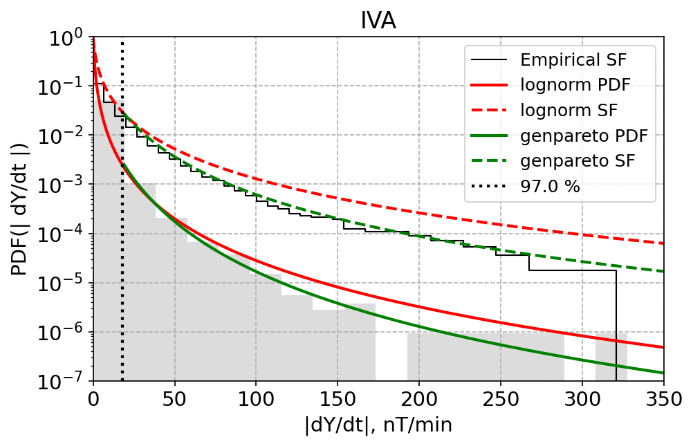 IVA
PDF(| dY/dt |)
10^0
10^-1
10^-2
10^-3
10^-4
10^-5
10^-6
10^-7
Empirical SF
lognorm PDF
lognorm SF
genpareto PDF
genpareto SF
97.0 %
0 50 100 150 200 250 300 350
|dY/dt|, nT/min